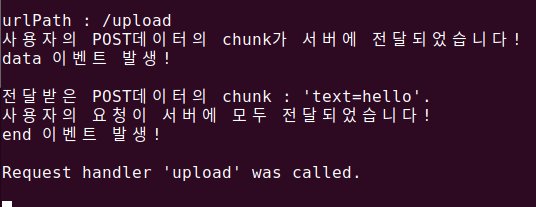 urlPath : /upload
사용자의 POST데이터의 chunk가 서버에 전달되었습니다!
data 이벤트 발생!
전달받은 POST데이터의 chunk : 'text=hello'.
사용자의 요청이 서버에 모두 전달되었습니다!
end 이벤트 발생!
Request handler 'upload' was called.